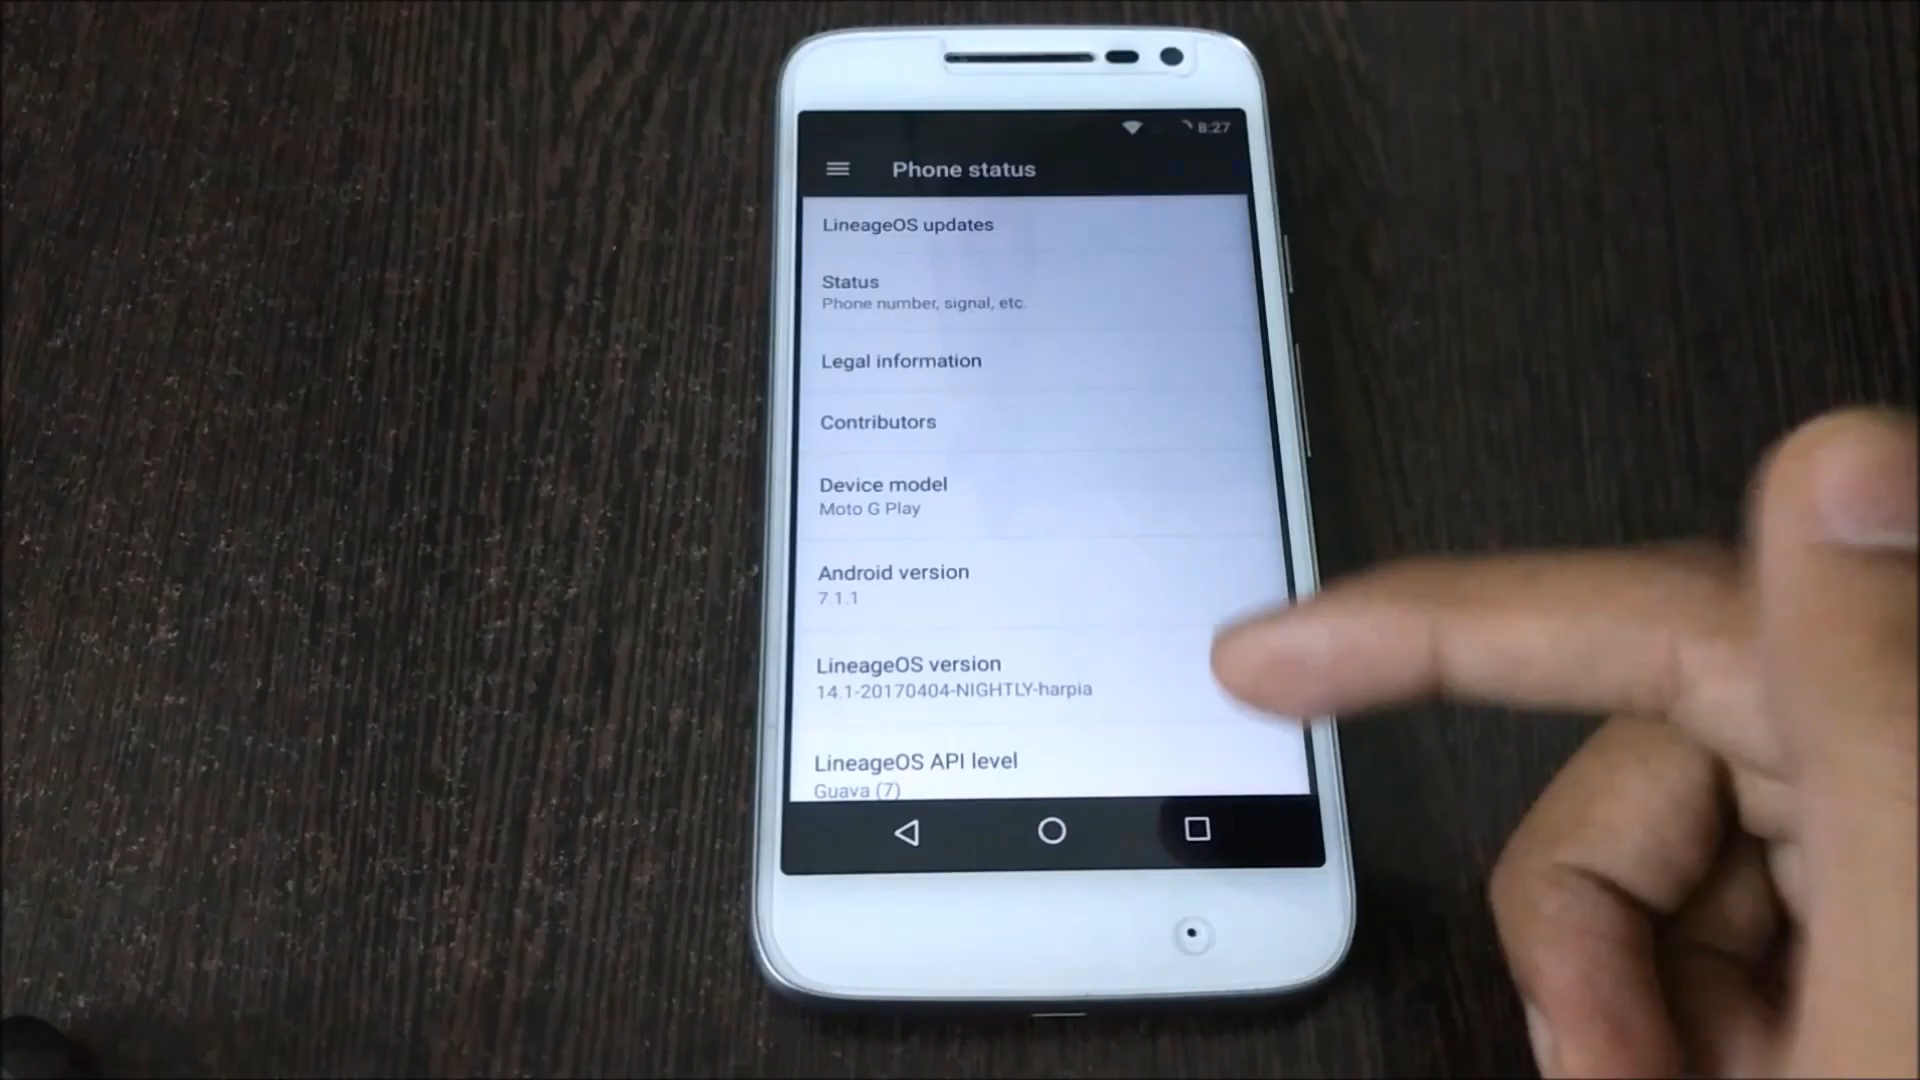 8:27
Phone status
LineageOS updates
Status
Phone number, signal, etc.
Legal information
Contributors
Device model
Moto G Play
Android version
7.1.1
LineageOS version
14.1-20170404-NIGHTLY-harpia
LineageOS API level
Guava (7)